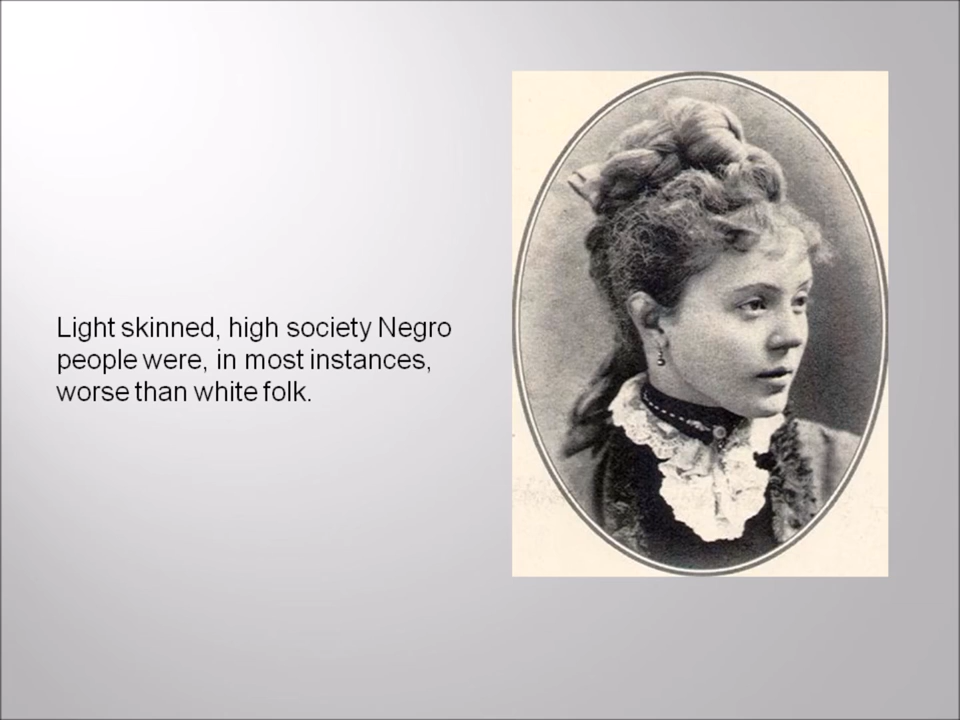 Light skinned, high society Negro
people were, in most instances,
worse than white folk.